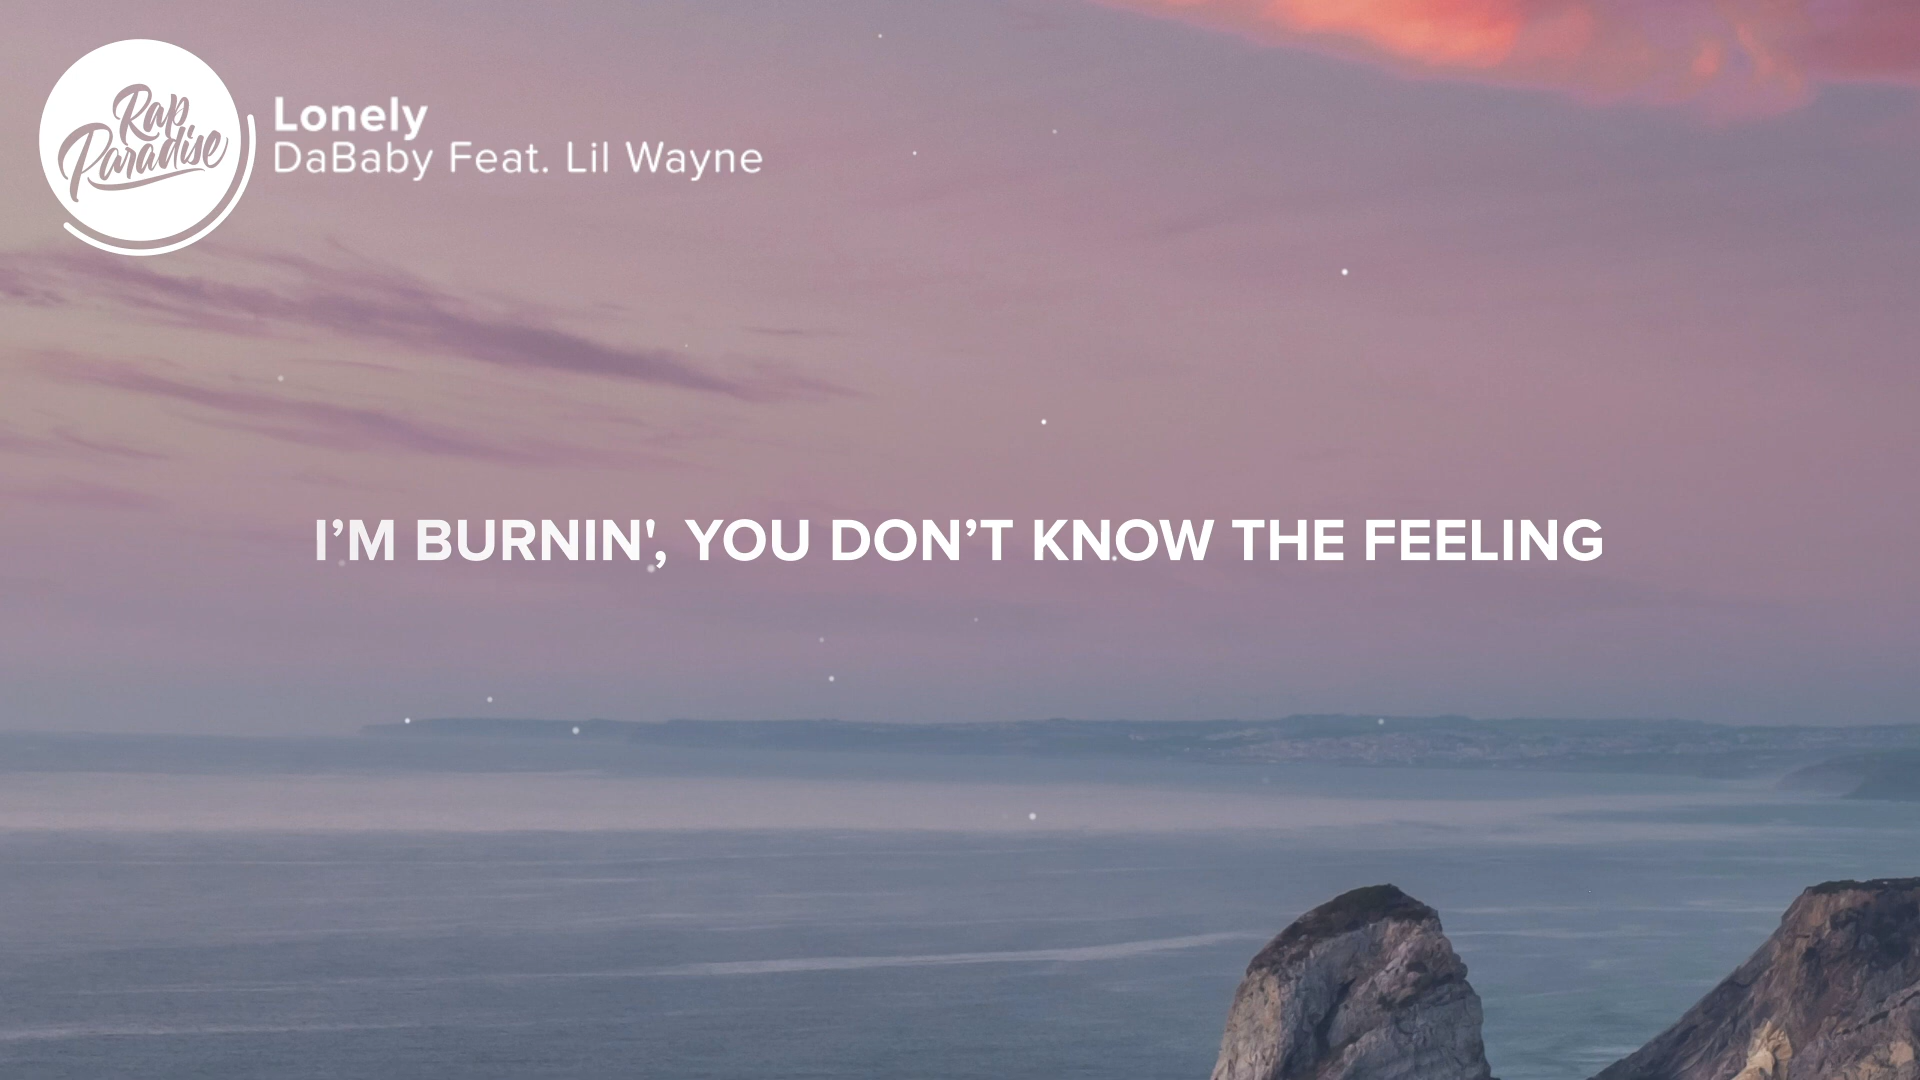 Rap
Paradise
Lonely
DaBaby Feat. Lil Wayne
I’M BURNIN', YOU DON’T KNOW THE FEELING